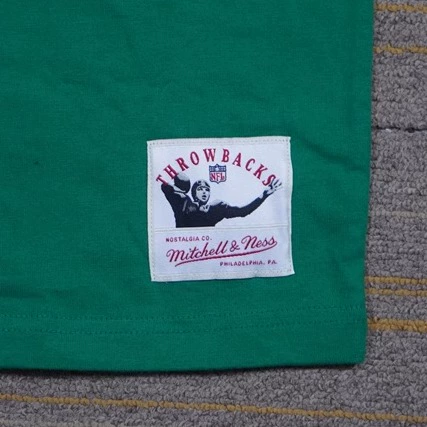 THROWBACKS
NFL
NOSTALGIA CO.
Mitchell & Ness
PHILADELPHIA, PA.